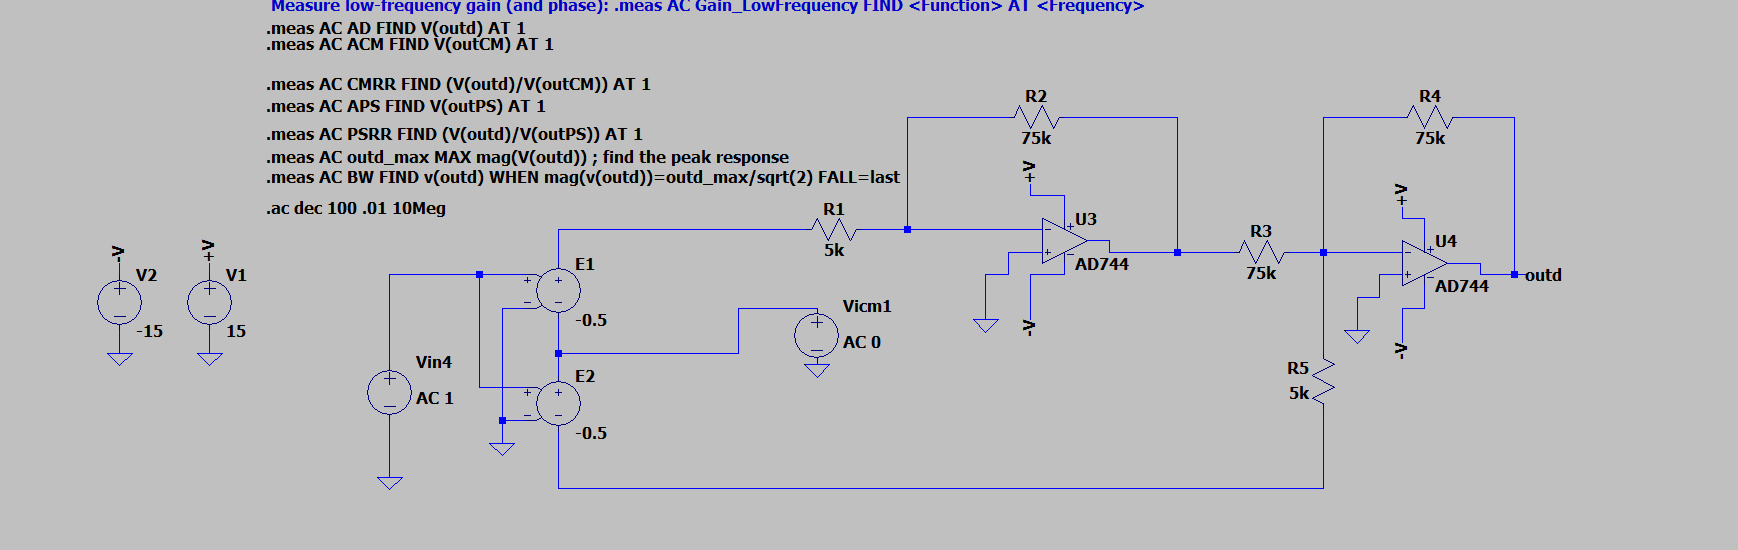 Measure low-frequency gain (and phase): .meas AC Gain_LowFrequency FIND <Function> AT <Frequency>
.meas AC AD FIND V(outd) AT 1
.meas AC ACM FIND V(outCM) AT 1
.meas AC CMRR FIND (V(outd)/V(outCM)) AT 1
.meas AC APS FIND V(outPS) AT 1
.meas AC PSRR FIND (V(outd)/V(outPS)) AT 1
.meas AC outd_max MAX mag(V(outd)) ; find the peak response
.meas AC BW FIND v(outd) WHEN mag(v(outd))=outd_max/sqrt(2) FALL=last
.ac dec 100 .01 10Meg
-V
V2
-15
+V
V1
15
Vin4
AC 1
E1
-0.5
E2
-0.5
Vicm1
AC 0
R1
5k
R2
75k
+V
U3
AD744
-V
R3
75k
R4
75k
+V
U4
AD744
-V
outd
R5
5k